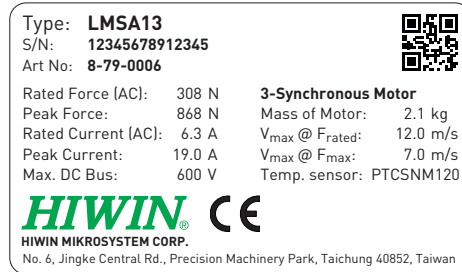 Type: LMSA13
S/N: 12345678912345
Art No: 8-79-0006
Rated Force (AC): 308 N
Peak Force: 868 N
Rated Current (AC): 6.3 A
Peak Current: 19.0 A
Max. DC Bus: 600 V
3-Synchronous Motor
Mass of Motor: 2.1 kg
Vmax @ Frated: 12.0 m/s
Vmax @ Fmax: 7.0 m/s
Temp. sensor: PTCSNM120
HIWIN® CE
HIWIN MIKROSYSTEM CORP.
No. 6, Jingke Central Rd., Precision Machinery Park, Taichung 40852, Taiwan